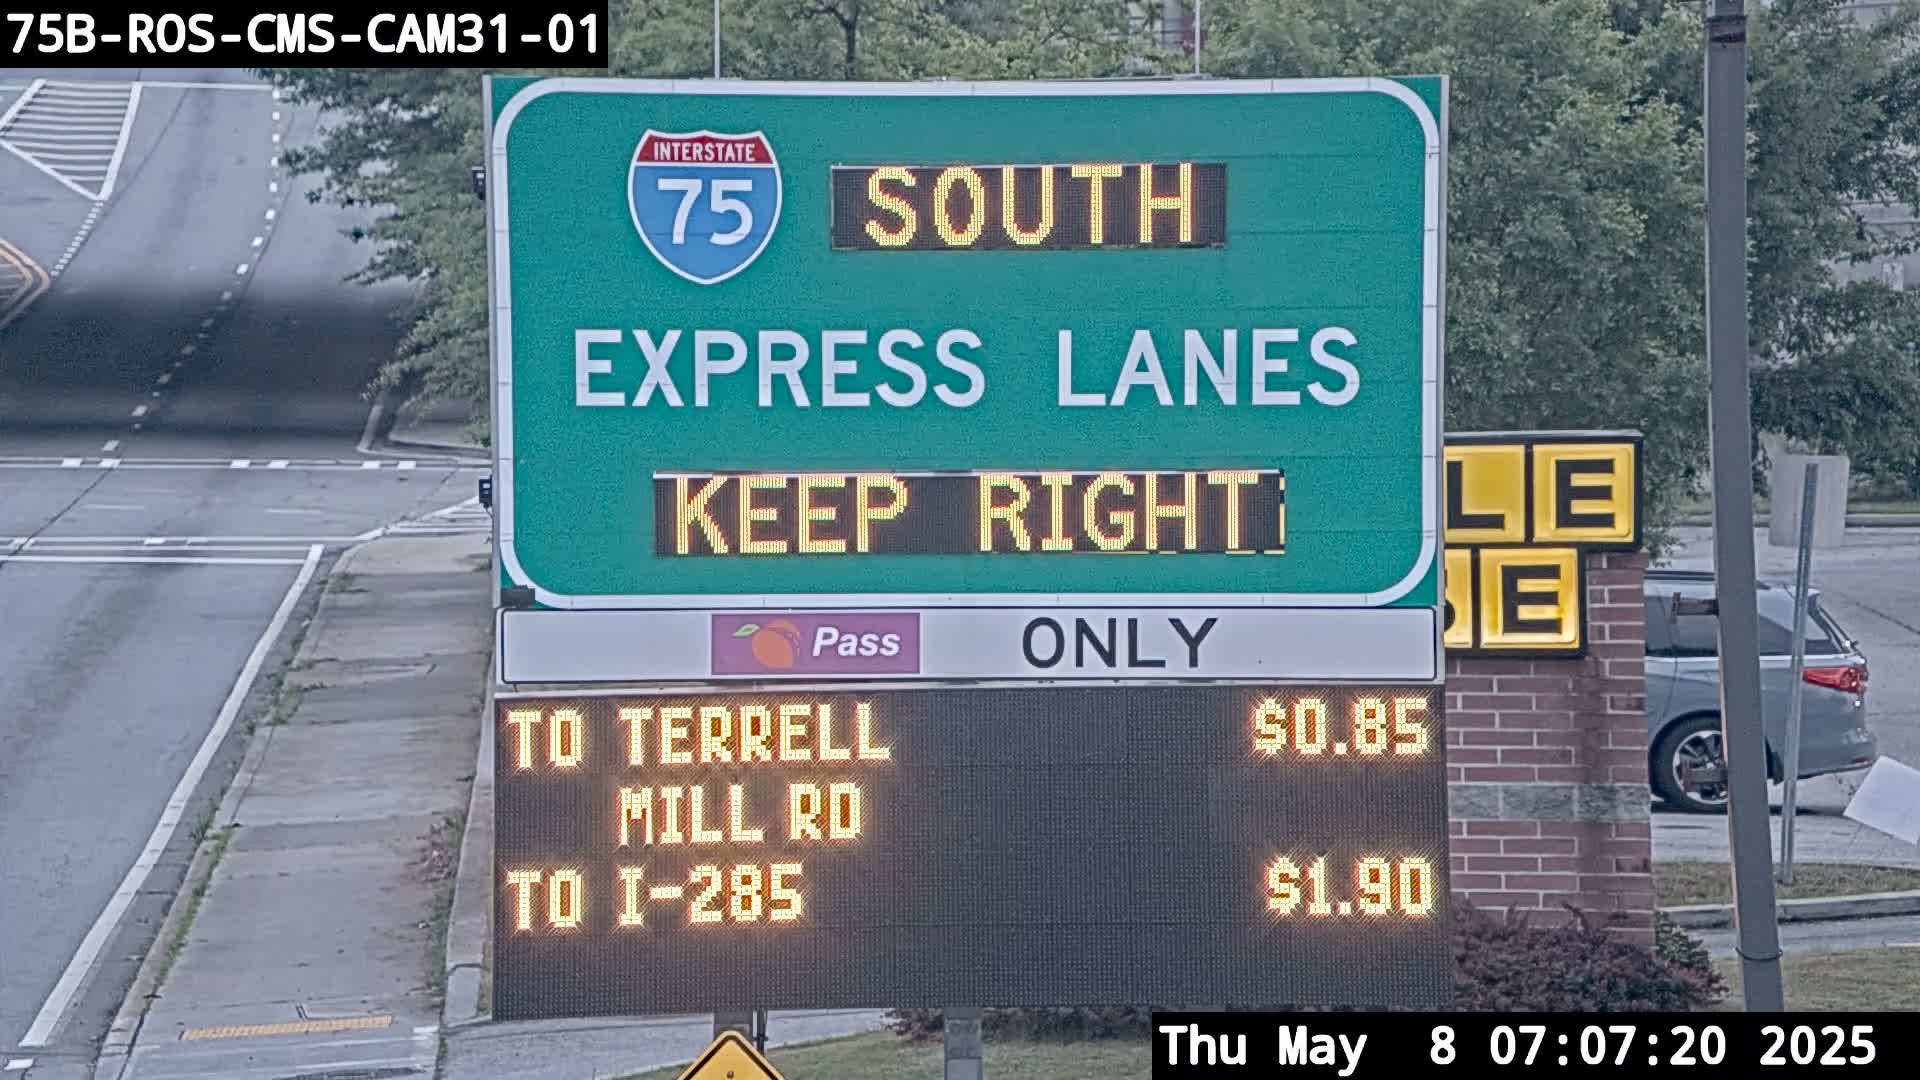 75B-ROS-CMS-CAM31-01
INTERSTATE
75
SOUTH
EXPRESS LANES
KEEP RIGHT
Pass ONLY
TO TERRELL $0.85
MILL RD
TO I-285 $1.90
LE
E
Thu May 8 07:07:20 2025